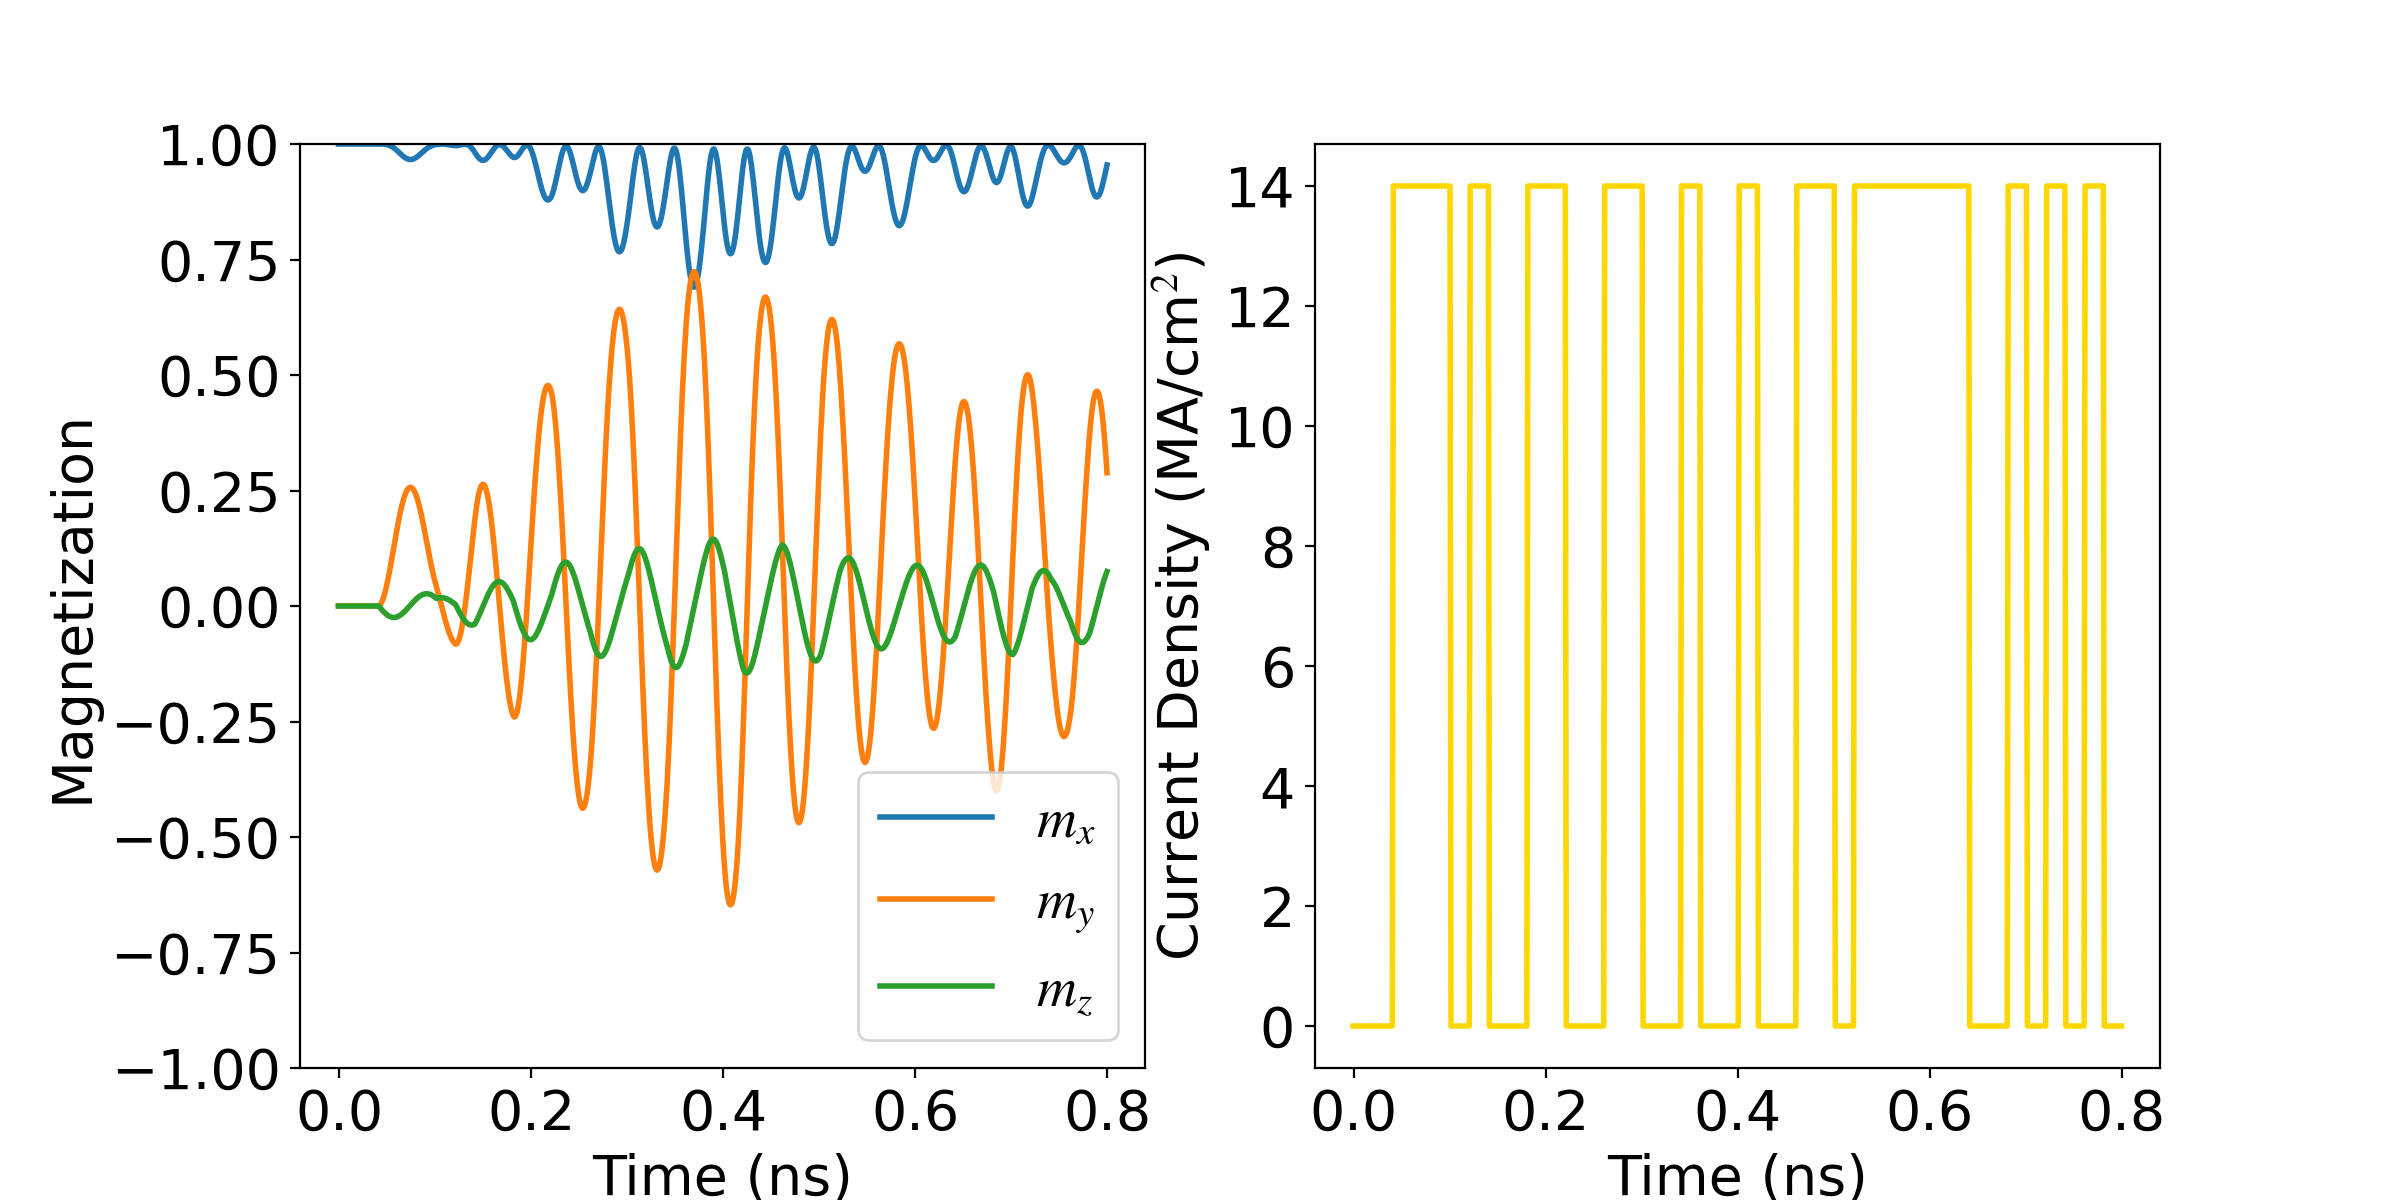 1.00
0.75
0.50
0.25
0.00
−0.25
−0.50
−0.75
−1.00
Magnetization
0.0 0.2 0.4 0.6 0.8
Time (ns)
m_x
m_y
m_z
14
12
10
8
6
4
2
0
Current Density (MA/cm²)
0.0 0.2 0.4 0.6 0.8
Time (ns)